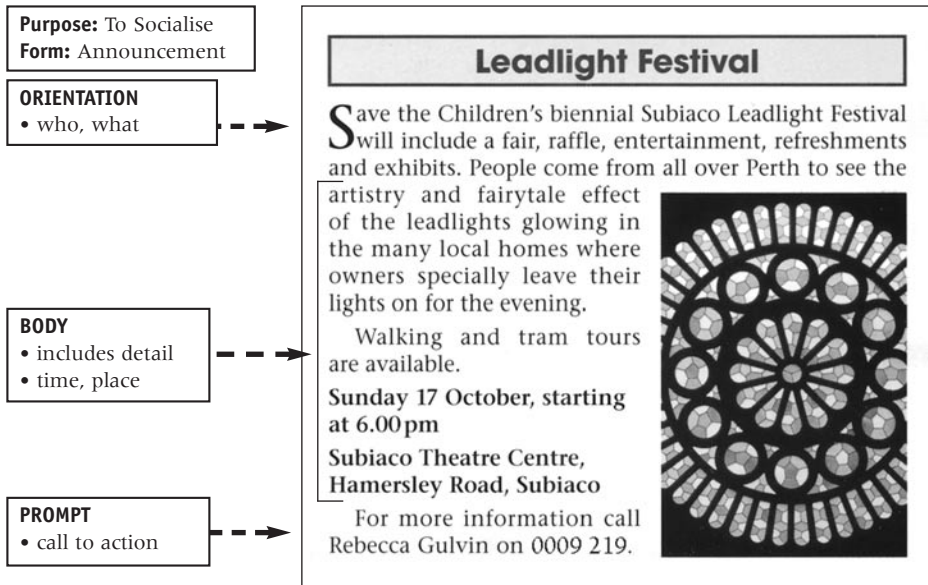 Purpose: To Socialise
Form: Announcement
ORIENTATION
• who, what
BODY
• includes detail
• time, place
PROMPT
• call to action
Leadlight Festival
Save the Children's biennial Subiaco Leadlight Festival
will include a fair, raffle, entertainment, refreshments
and exhibits. People come from all over Perth to see the
artistry and fairytale effect
of the leadlights glowing in
the many local homes where
owners specially leave their
lights on for the evening.
Walking and tram tours
are available.
Sunday 17 October, starting
at 6.00 pm
Subiaco Theatre Centre,
Hamersley Road, Subiaco
For more information call
Rebecca Gulvin on 0009 219.